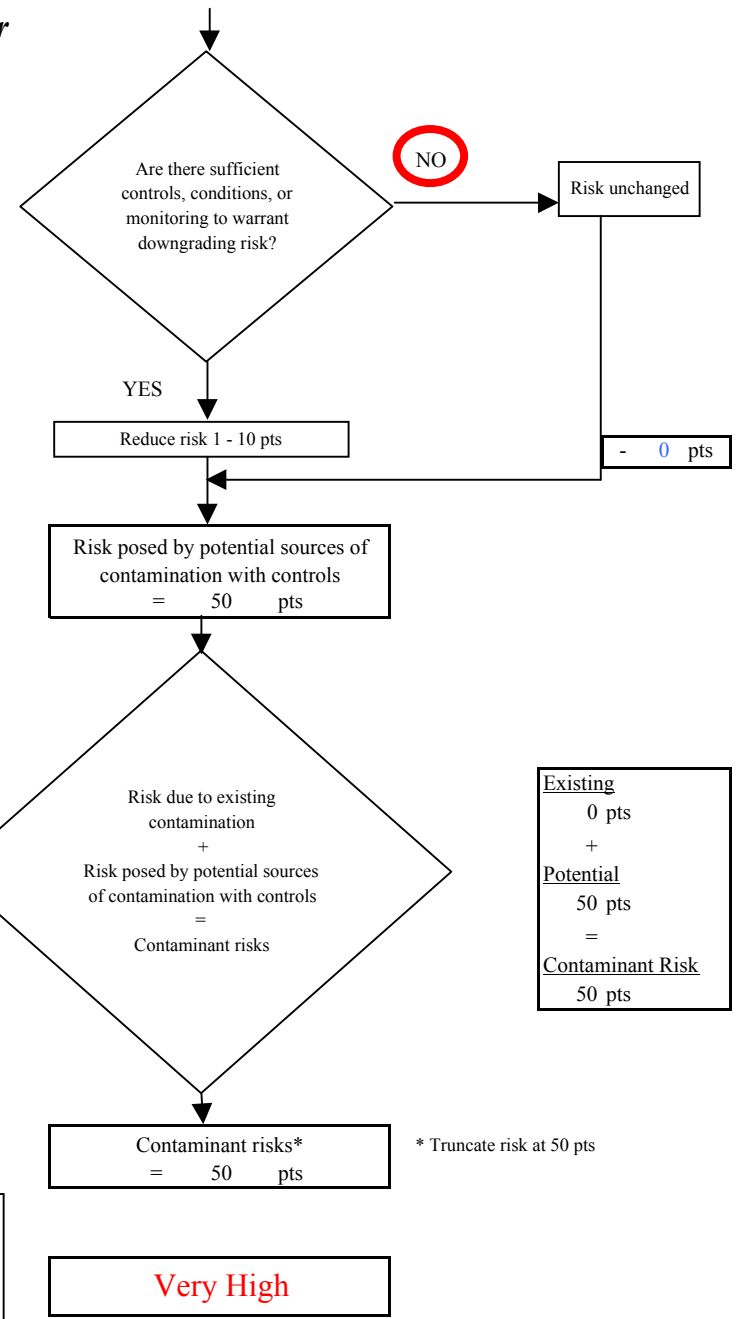 r
Are there sufficient
controls, conditions, or
monitoring to warrant
downgrading risk?
NO
Risk unchanged
YES
Reduce risk 1 - 10 pts
- 0 pts
Risk posed by potential sources of
contamination with controls
= 50 pts
Risk due to existing
contamination
+
Risk posed by potential sources
of contamination with controls
=
Contaminant risks
Existing
0 pts
+
Potential
50 pts
=
Contaminant Risk
50 pts
Contaminant risks*
= 50 pts
* Truncate risk at 50 pts
Very High